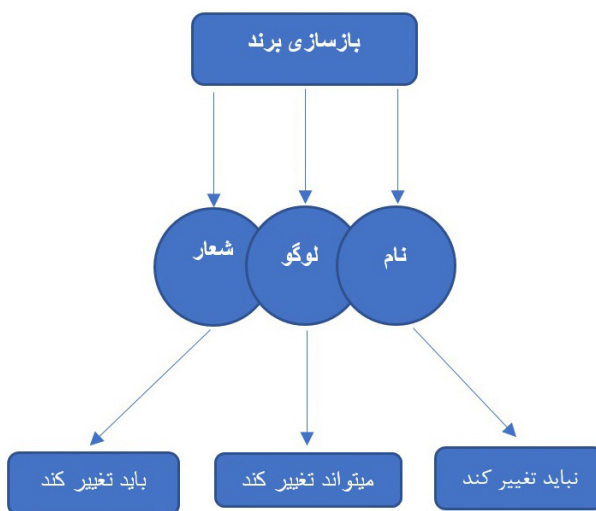 بازسازی برند
نام
لوگو
شعار
نباید تغییر کند
میتواند تغییر کند
باید تغییر کند